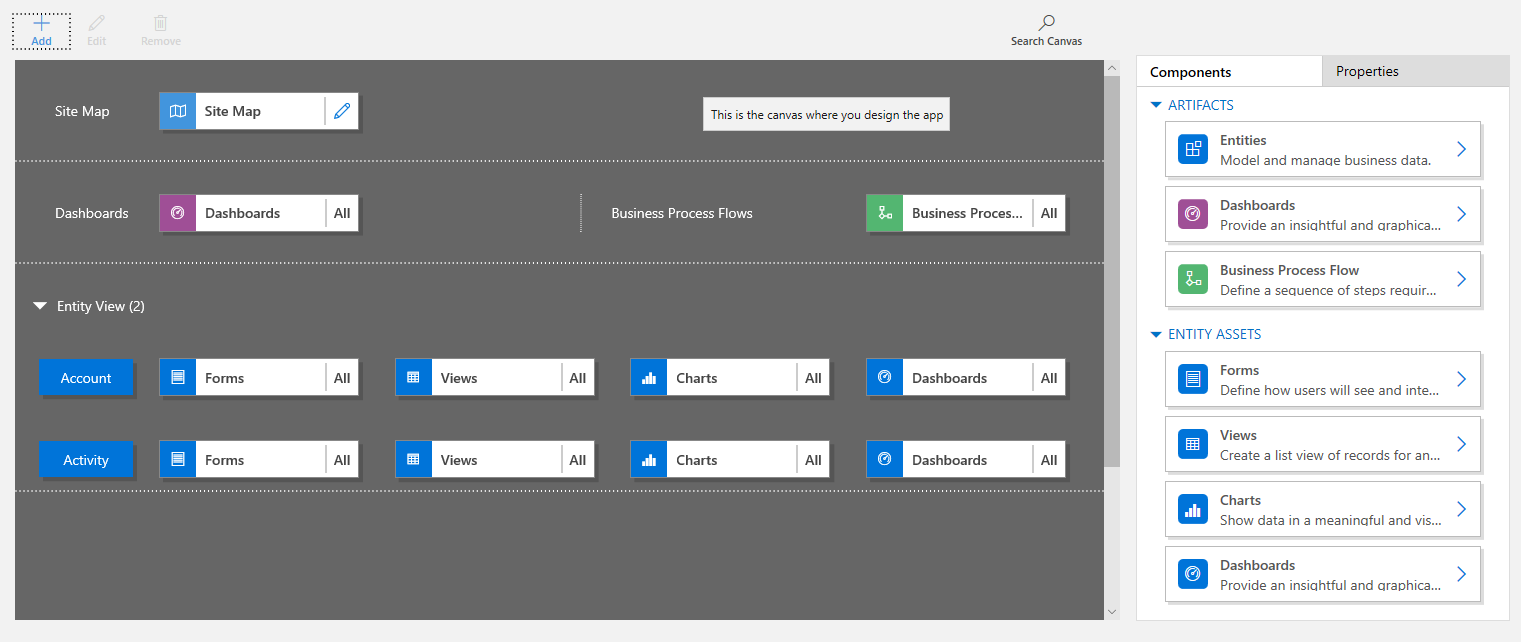 Add
Edit
Remove
Search Canvas
Site Map
Site Map
This is the canvas where you design the app
Dashboards
Dashboards
All
Business Process Flows
Business Proces...
All
Entity View (2)
Account
Forms
All
Views
All
Charts
All
Dashboards
All
Activity
Forms
All
Views
All
Charts
All
Dashboards
All
Components
Properties
ARTIFACTS
Entities
Model and manage business data.
Dashboards
Provide an insightful and graphica...
Business Process Flow
Define a sequence of steps requir...
ENTITY ASSETS
Forms
Define how users will see and inte...
Views
Create a list view of records for an...
Charts
Show data in a meaningful and vis...
Dashboards
Provide an insightful and graphica...